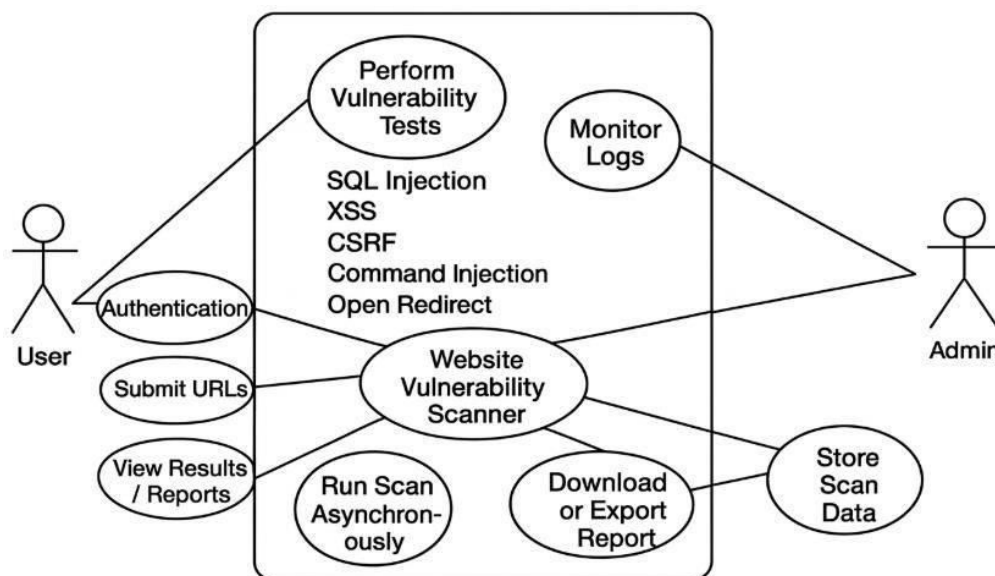 Perform
Vulnerability
Tests
Monitor
Logs
SQL Injection
XSS
CSRF
Command Injection
Open Redirect
User
Authentication
Submit URLs
View Results
/ Reports
Website
Vulnerability
Scanner
Admin
Run Scan
Asynchron-
ously
Download
or Export
Report
Store
Scan
Data